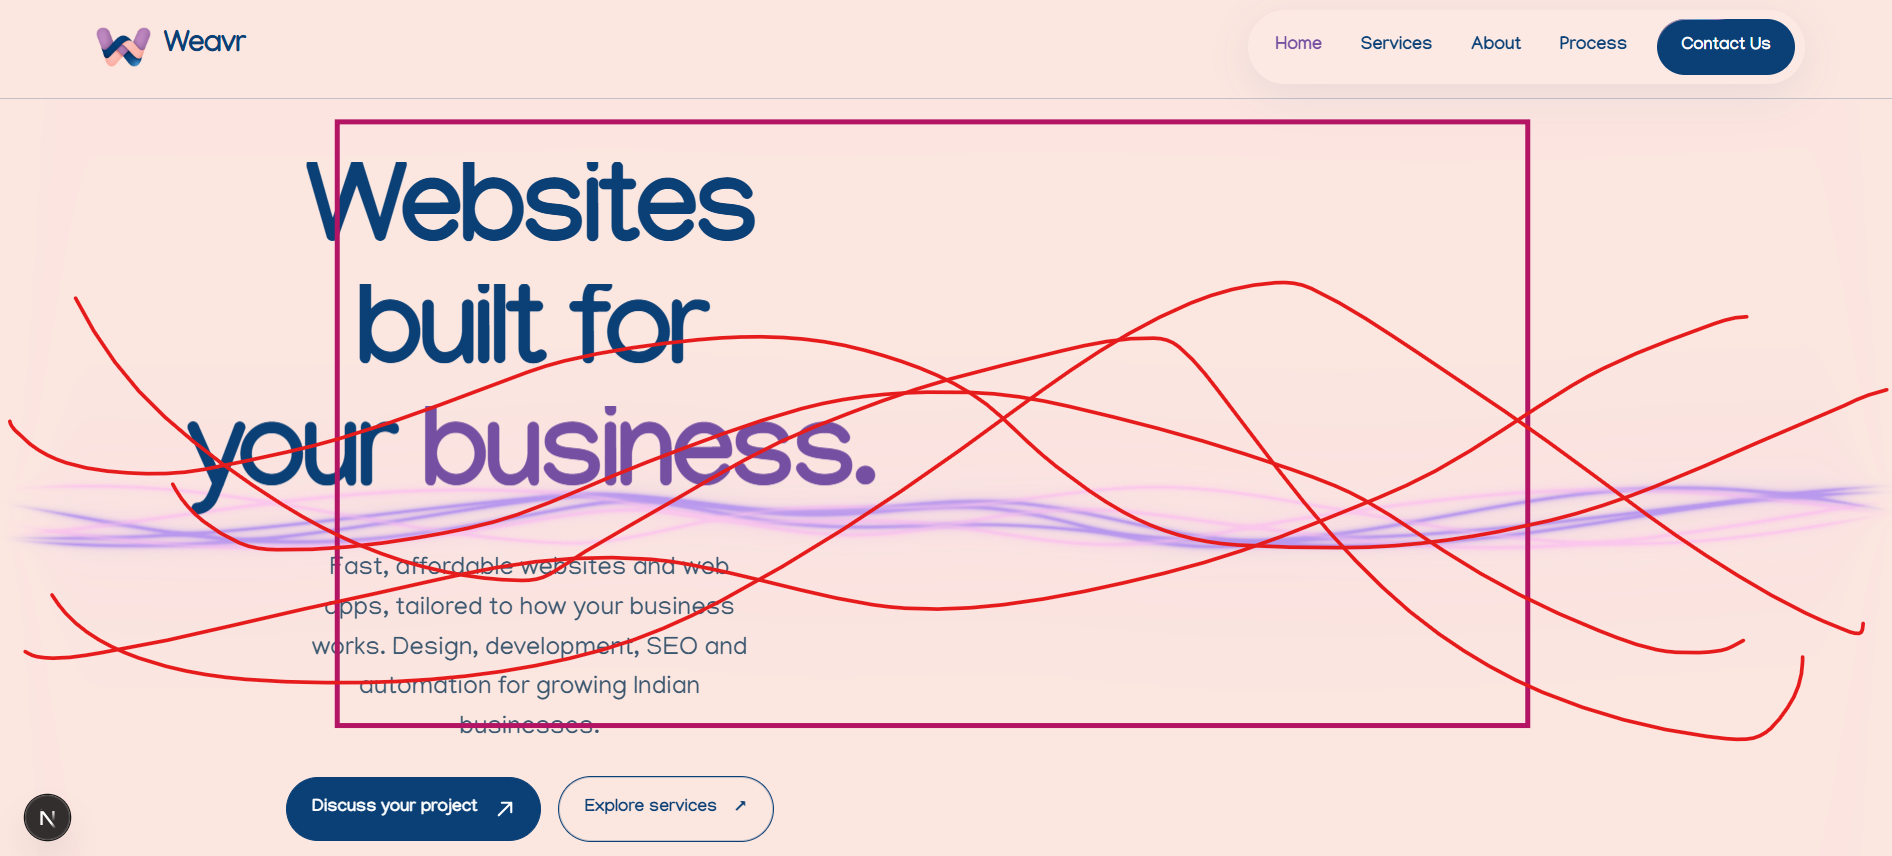 Weavr
Home Services About Process Contact Us
Websites
built for
your business.
Fast, affordable websites and web
apps, tailored to how your business
works. Design, development, SEO and
automation for growing Indian
businesses.
Discuss your project ↗ Explore services ↗
N